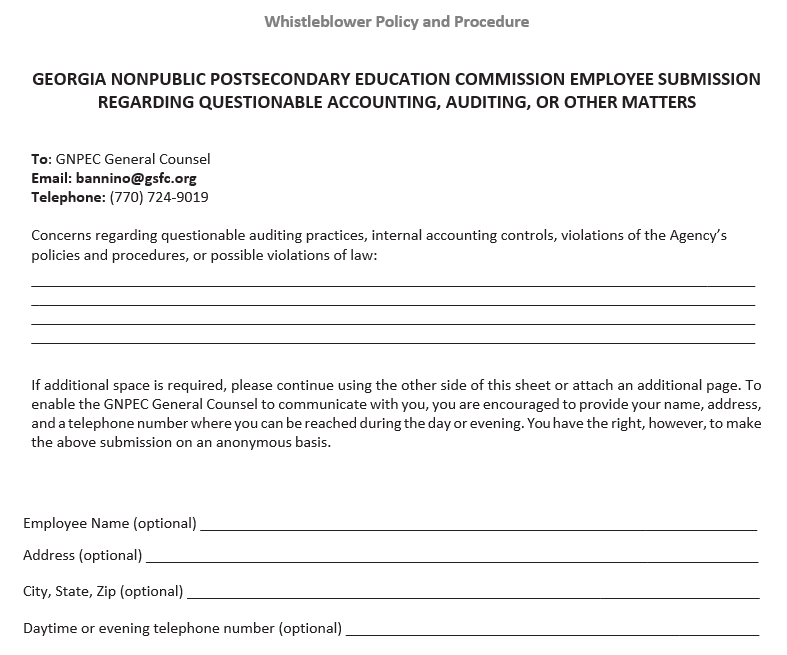 Whistleblower Policy and Procedure
GEORGIA NONPUBLIC POSTSECONDARY EDUCATION COMMISSION EMPLOYEE SUBMISSION
REGARDING QUESTIONABLE ACCOUNTING, AUDITING, OR OTHER MATTERS
To: GNPEC General Counsel
Email: bannino@gsfc.org
Telephone: (770) 724-9019
Concerns regarding questionable auditing practices, internal accounting controls, violations of the Agency's
policies and procedures, or possible violations of law:
If additional space is required, please continue using the other side of this sheet or attach an additional page. To
enable the GNPEC General Counsel to communicate with you, you are encouraged to provide your name, address,
and a telephone number where you can be reached during the day or evening. You have the right, however, to make
the above submission on an anonymous basis.
Employee Name (optional)
Address (optional)
City, State, Zip (optional)
Daytime or evening telephone number (optional)